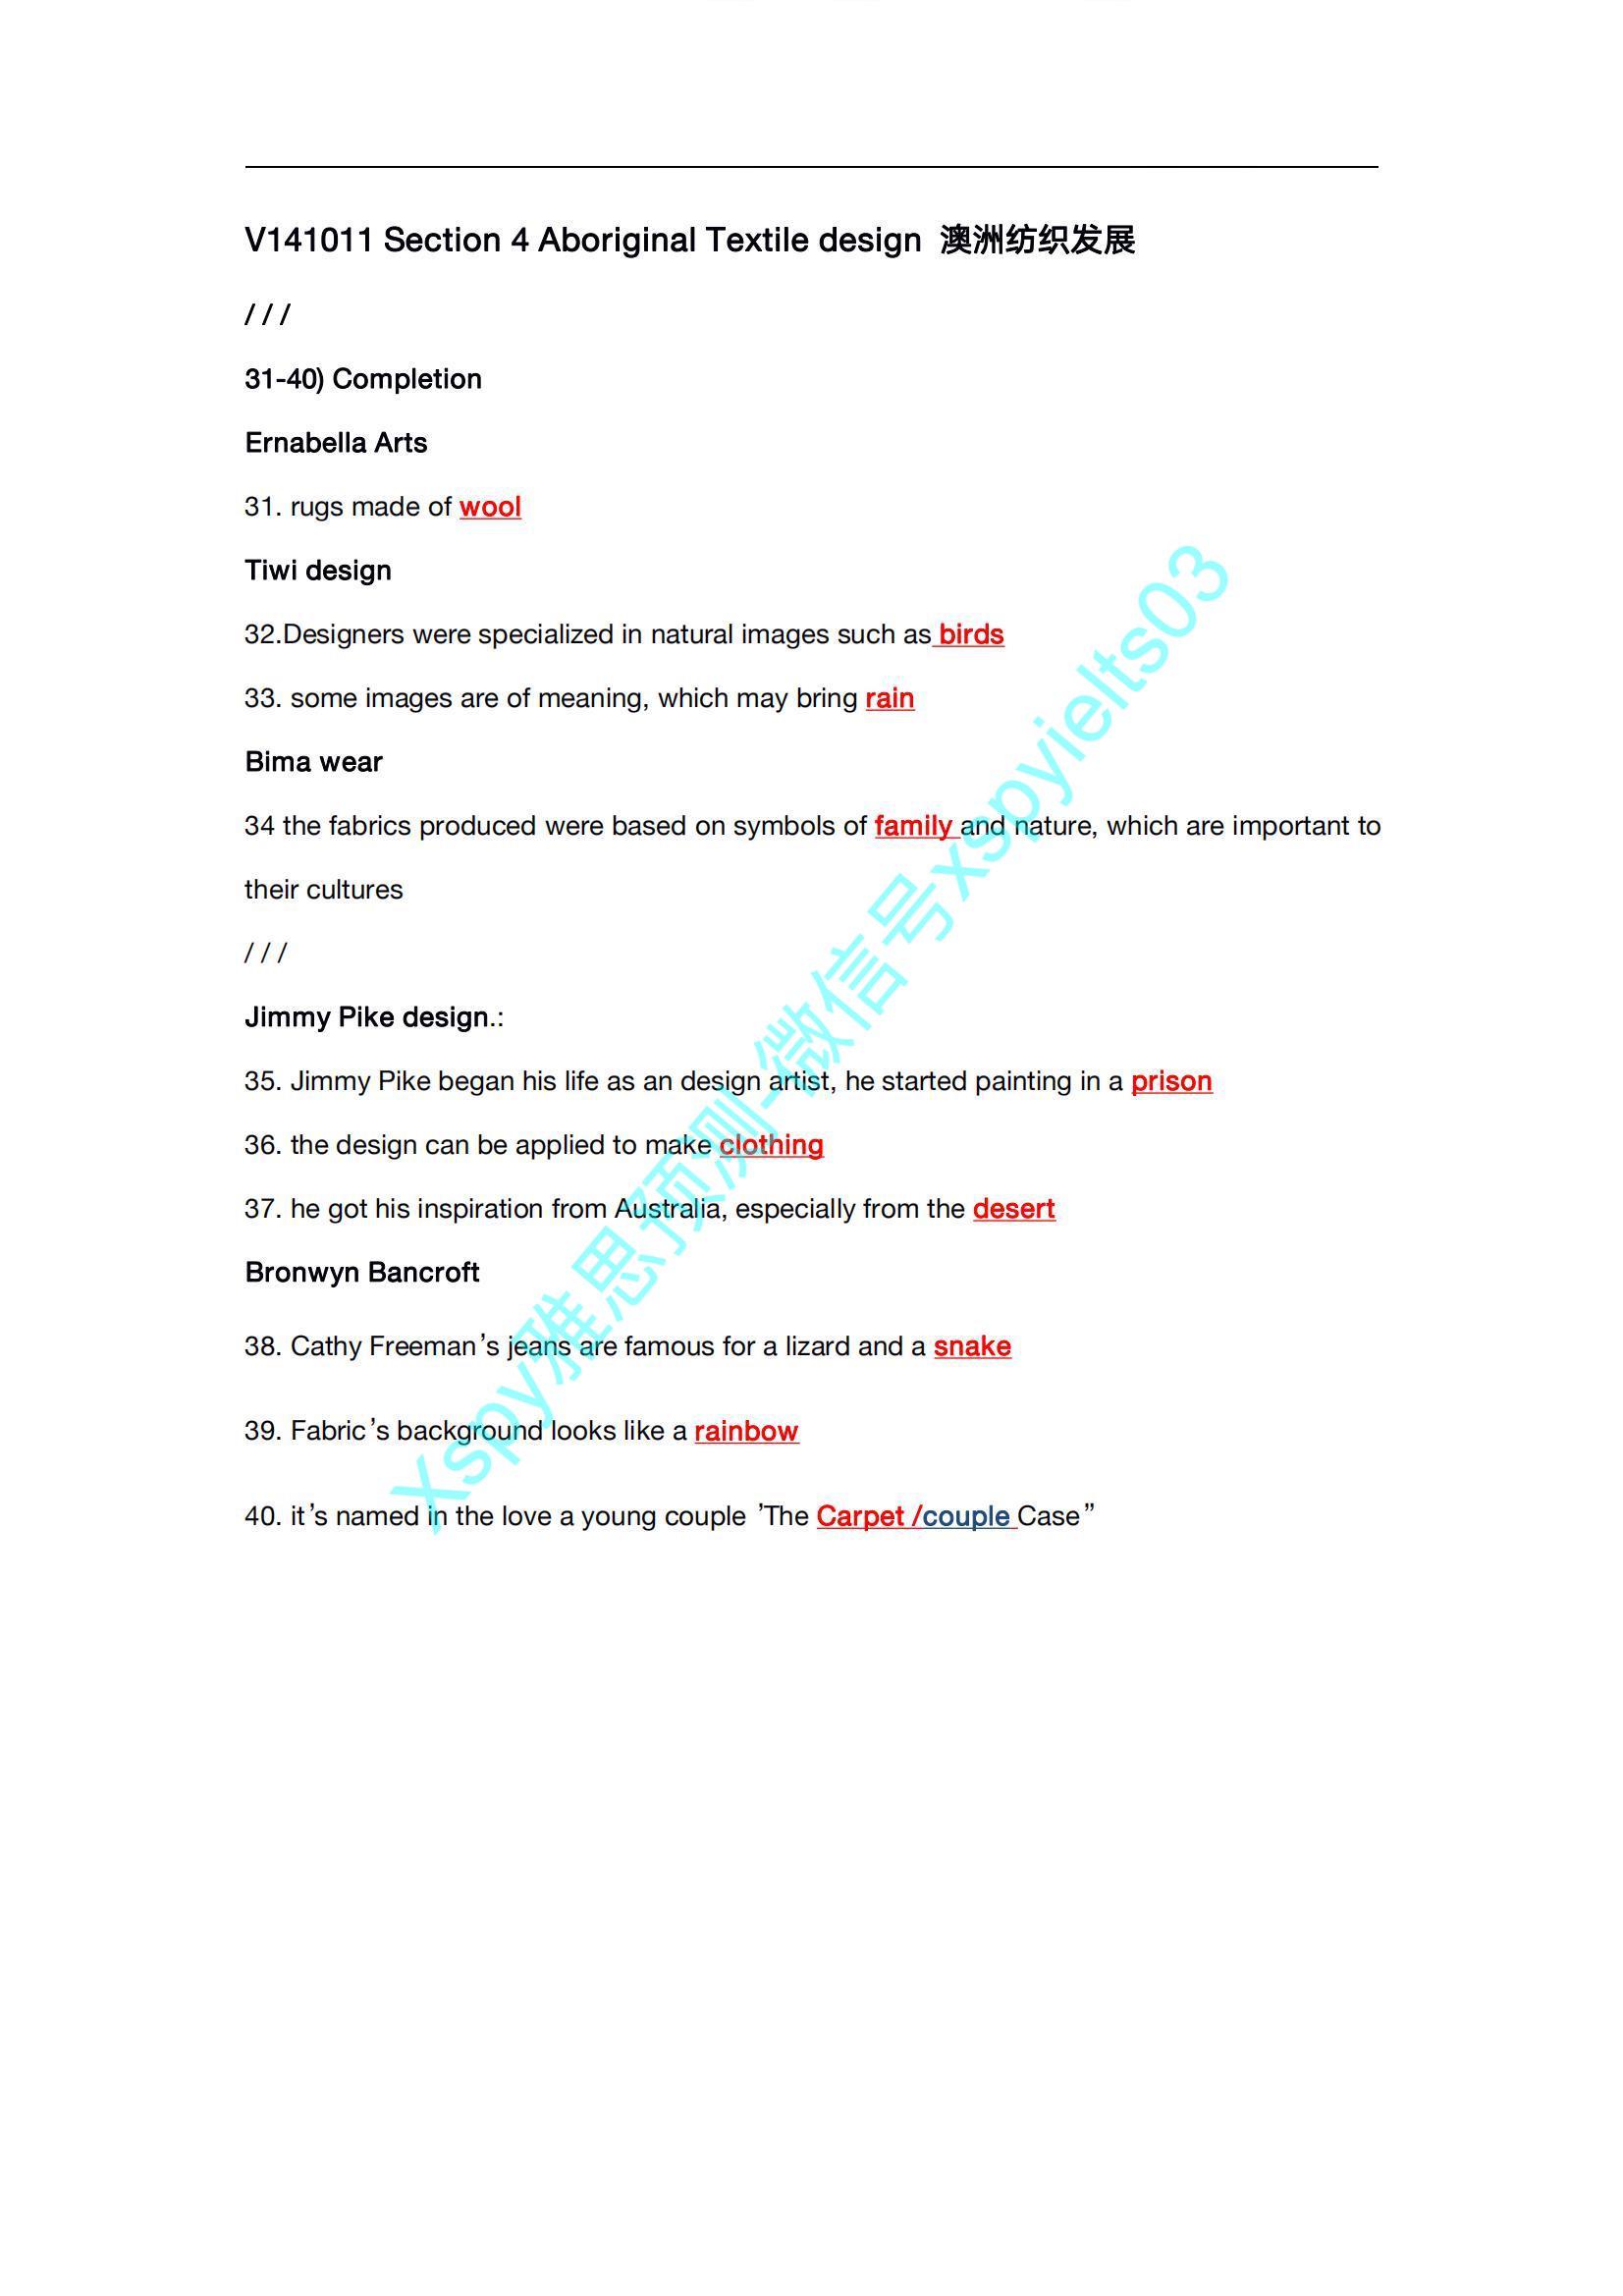 V141011 Section 4 Aboriginal Textile design 澳洲纺织发展
/ / /
31-40) Completion
Ernabella Arts
31. rugs made of wool
Tiwi design
32.Designers were specialized in natural images such as birds
33. some images are of meaning, which may bring rain
Bima wear
34 the fabrics produced were based on symbols of family and nature, which are important to
their cultures
/ / /
Jimmy Pike design.:
35. Jimmy Pike began his life as an design artist, he started painting in a prison
36. the design can be applied to make clothing
37. he got his inspiration from Australia, especially from the desert
Bronwyn Bancroft
38. Cathy Freeman’s jeans are famous for a lizard and a snake
39. Fabric’s background looks like a rainbow
40. it’s named in the love a young couple ’The Carpet /couple Case”
Xspy雅思预测-微信号xspyielts03